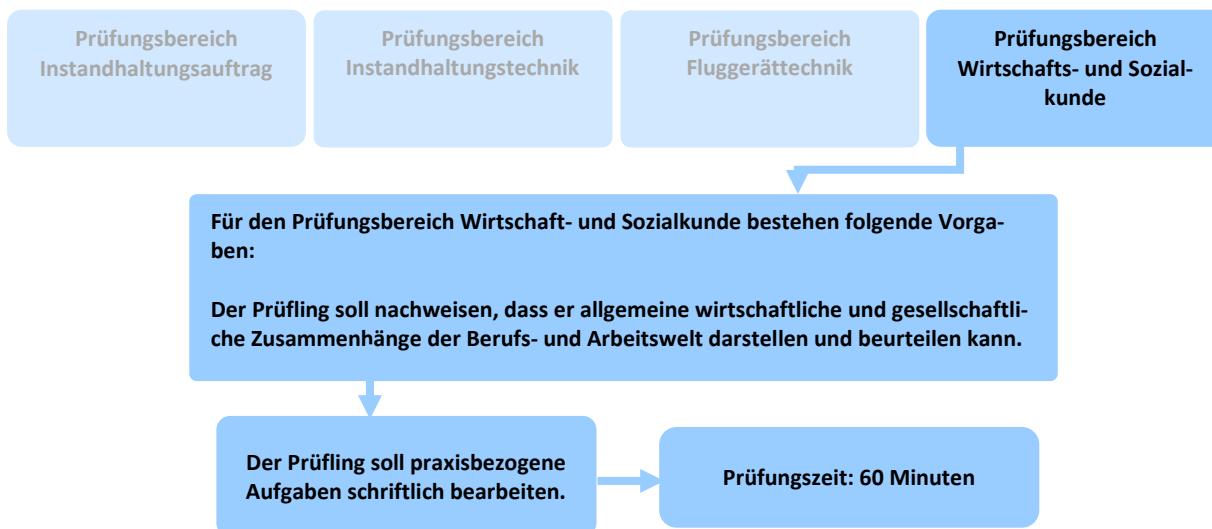 Prüfungsbereich
Instandhaltungsauftrag
Prüfungsbereich
Instandhaltungstechnik
Prüfungsbereich
Fluggerättechnik
Prüfungsbereich
Wirtschafts- und Sozial-
kunde
Für den Prüfungsbereich Wirtschaft- und Sozialkunde bestehen folgende Vorga-
ben:
Der Prüfling soll nachweisen, dass er allgemeine wirtschaftliche und gesellschaftli-
che Zusammenhänge der Berufs- und Arbeitswelt darstellen und beurteilen kann.
Der Prüfling soll praxisbezogene
Aufgaben schriftlich bearbeiten.
Prüfungszeit: 60 Minuten